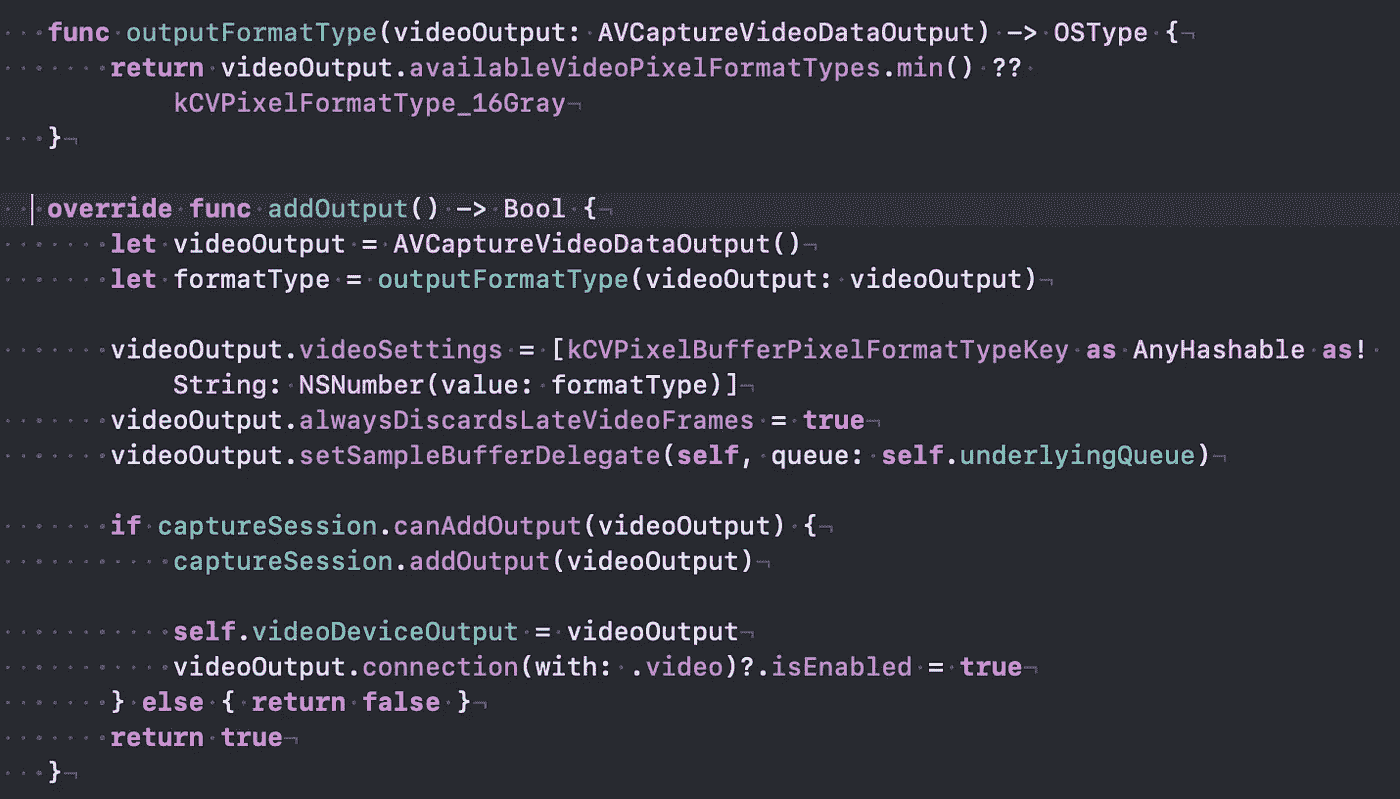 func outputFormatType(videoOutput: AVCaptureVideoDataOutput) -> OSType {
return videoOutput.availableVideoPixelFormatTypes.min() ??
kCVPixelFormatType_16Gray
}
override func addOutput() -> Bool {
let videoOutput = AVCaptureVideoDataOutput()
let formatType = outputFormatType(videoOutput: videoOutput)
videoOutput.videoSettings = [kCVPixelBufferPixelFormatTypeKey as AnyHashable as!
String: NSNumber(value: formatType)]
videoOutput.alwaysDiscardsLateVideoFrames = true
videoOutput.setSampleBufferDelegate(self, queue: self.underlyingQueue)
if captureSession.canAddOutput(videoOutput) {
captureSession.addOutput(videoOutput)
self.videoDeviceOutput = videoOutput
videoOutput.connection(with: .video)?.isEnabled = true
} else { return false }
return true
}